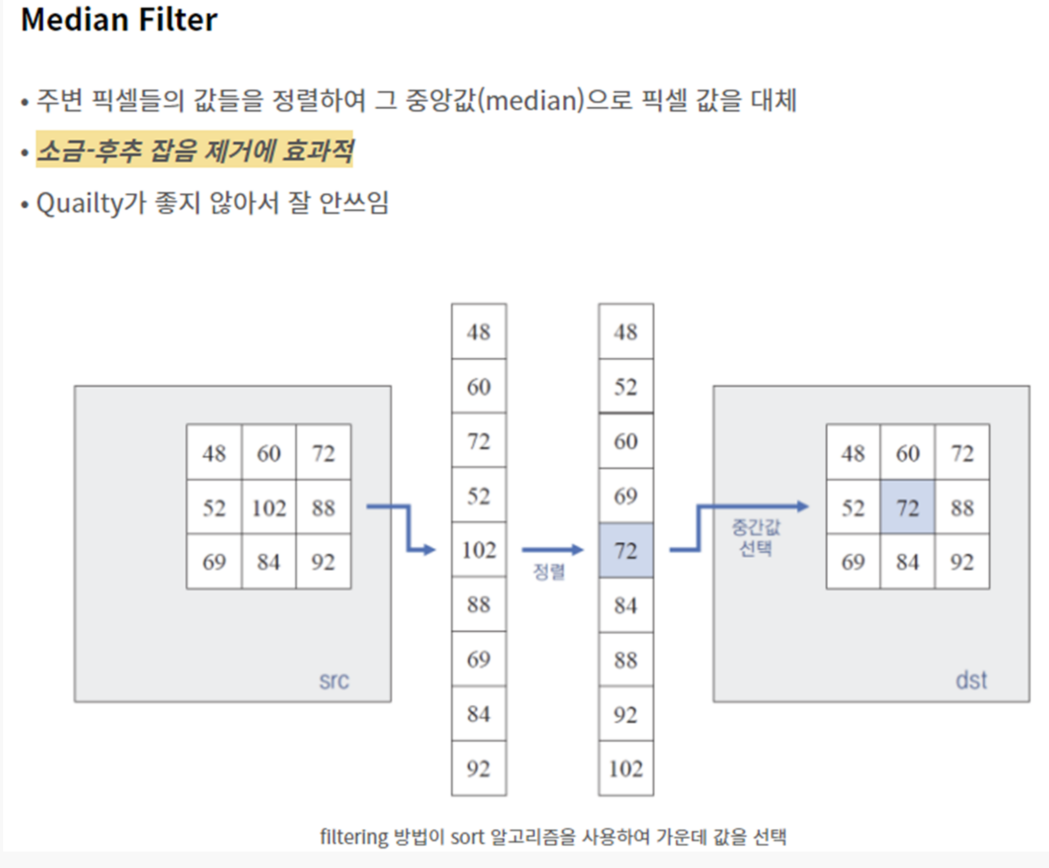 Median Filter
• 주변 픽셀들의 값들을 정렬하여 그 중앙값(median)으로 픽셀 값을 대체
• 소금-후추 잡음 제거에 효과적
• Quailty가 좋지 않아서 잘 안쓰임
48 60 72
52 102 88
69 84 92
src
48
60
72
52
102
88
69
84
92
정렬
48
52
60
69
72
84
88
92
102
중간값
선택
48 60 72
52 72 88
69 84 92
dst
filtering 방법이 sort 알고리즘을 사용하여 가운데 값을 선택